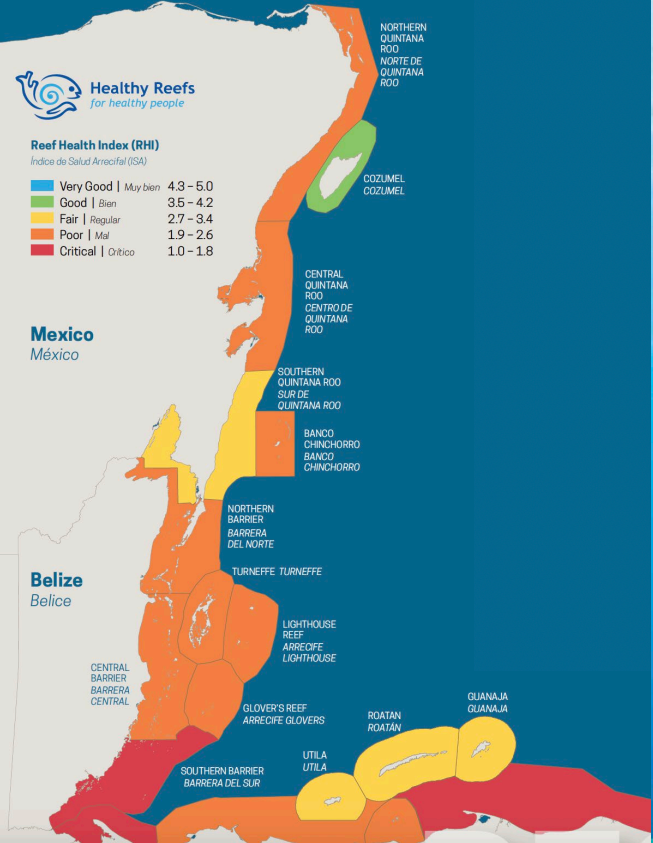 NORTHERN
QUINTANA
ROO
NORTE DE
QUINTANA
ROO
Healthy Reefs
for healthy people
Reef Health Index (RHI)
Índice de Salud Arrecifal (ISA)
Very Good | Muy bien 4.3 – 5.0
Good | Bien 3.5 – 4.2
Fair | Regular 2.7 – 3.4
Poor | Mal 1.9 – 2.6
Critical | Crítico 1.0 – 1.8
COZUMEL
COZUMEL
CENTRAL
QUINTANA
ROO
CENTRO DE
QUINTANA
ROO
Mexico
México
SOUTHERN
QUINTANA ROO
SUR DE
QUINTANA ROO
BANCO
CHINCHORRO
BANCO
CHINCHORRO
NORTHERN
BARRIER
BARRERA
DEL NORTE
TURNEFFE TURNEFFE
Belize
Belice
LIGHTHOUSE
REEF
ARRECIFE
LIGHTHOUSE
CENTRAL
BARRIER
BARRERA
CENTRAL
GLOVER'S REEF
ARRECIFE GLOVERS
GUANAJA
GUANAJA
ROATAN
ROATÁN
UTILA
UTILA
SOUTHERN BARRIER
BARRERA DEL SUR